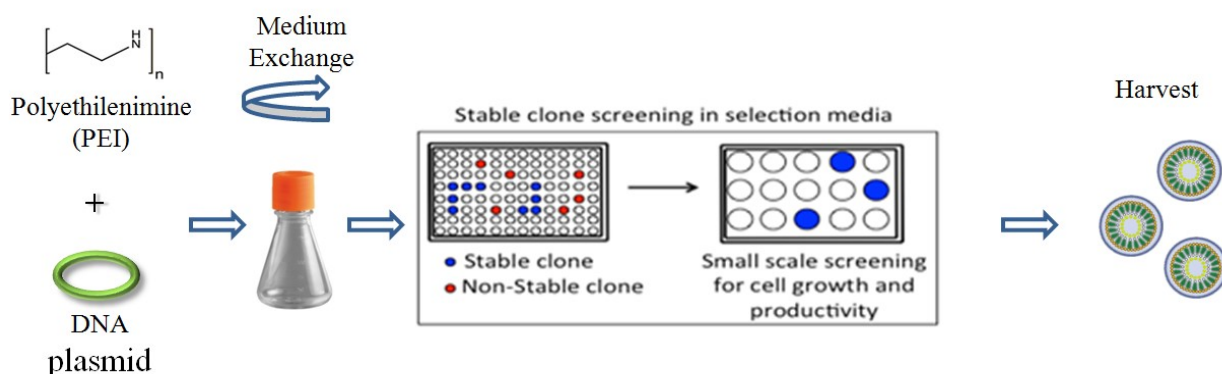 H
N
n
Polyethilenimine
(PEI)
+
DNA
plasmid
Medium
Exchange
Stable clone screening in selection media
Stable clone
Non-Stable clone
Small scale screening
for cell growth and
productivity
Harvest